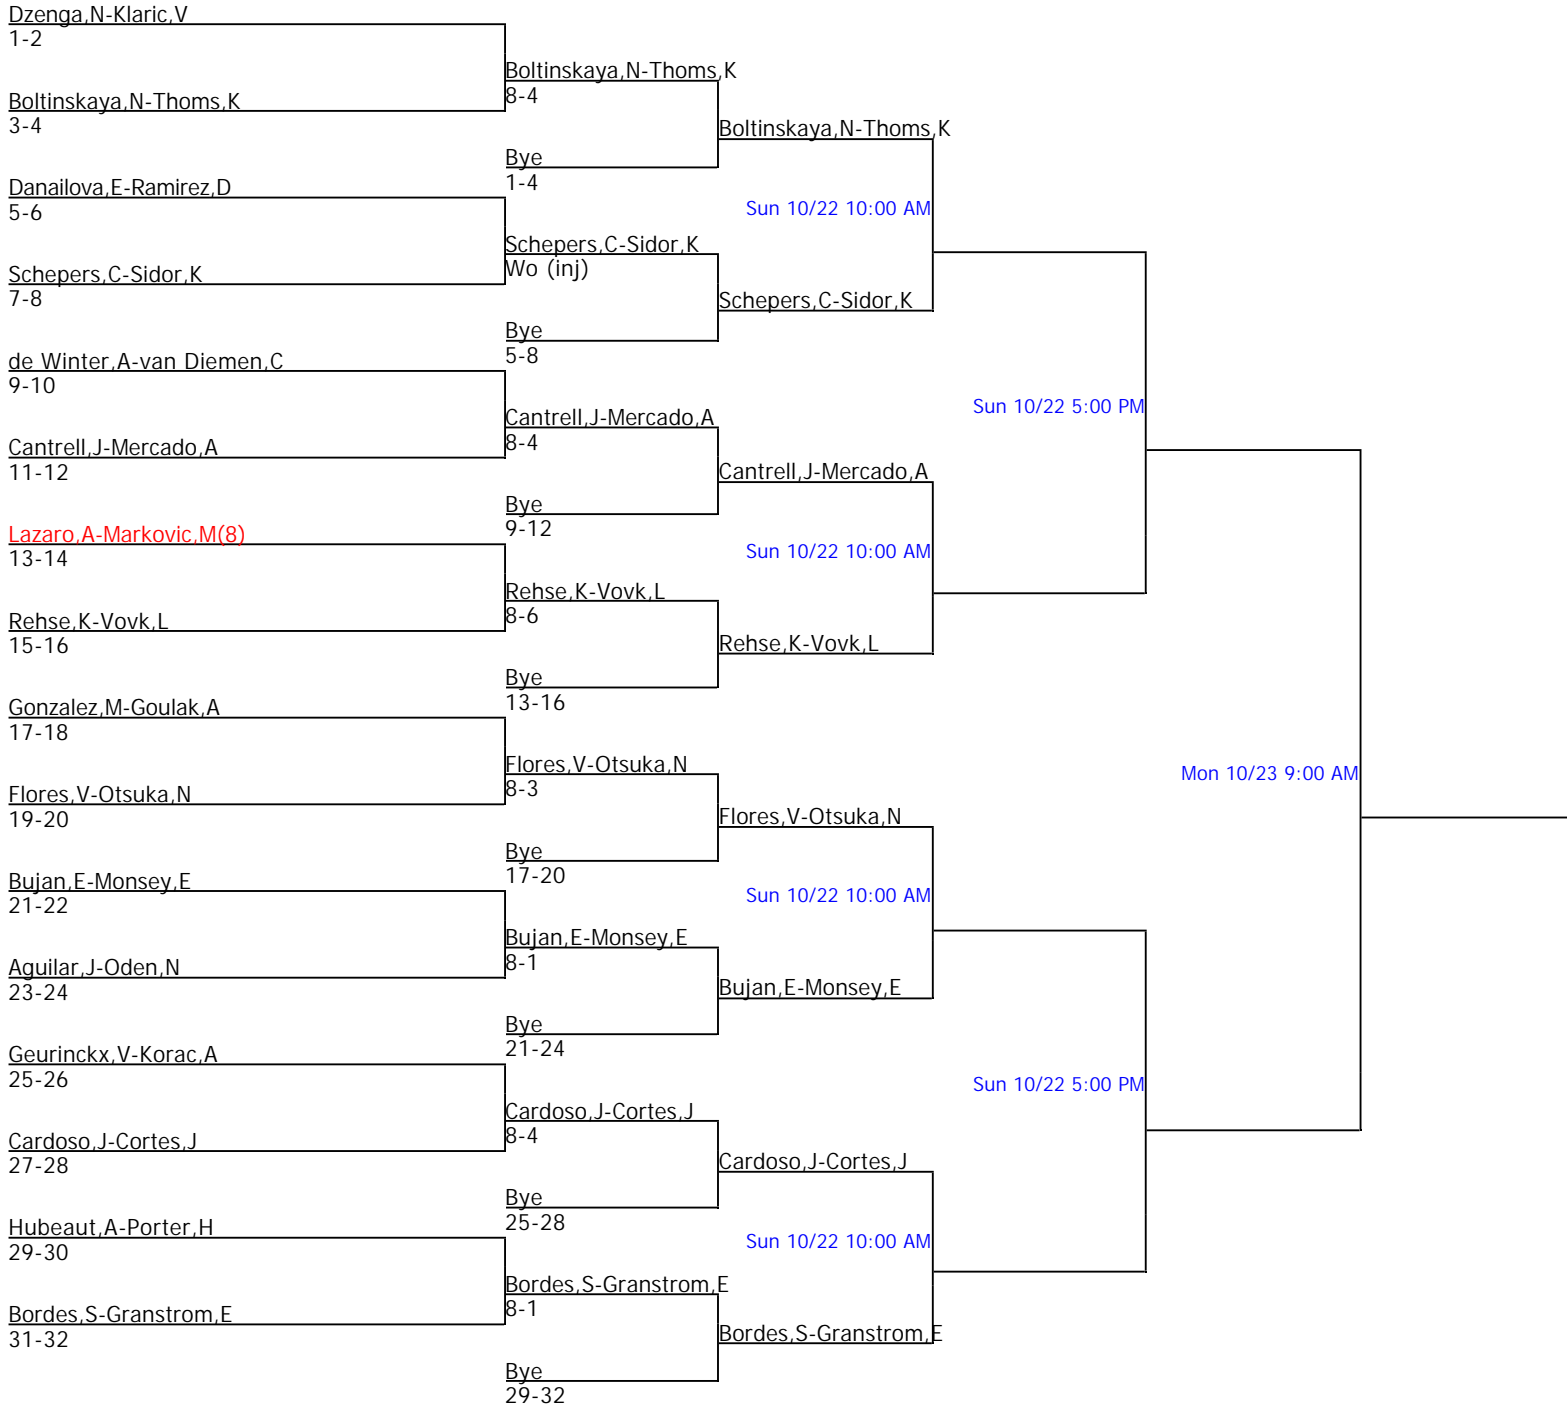 Dzenga,N-Klaric,V
1-2
Boltinskaya,N-Thoms,K
3-4
Danailova,E-Ramirez,D
5-6
Schepers,C-Sidor,K
7-8
de Winter,A-van Diemen,C
9-10
Cantrell,J-Mercado,A
11-12
Lazaro,A-Markovic,M(8)
13-14
Rehse,K-Vovk,L
15-16
Gonzalez,M-Goulak,A
17-18
Flores,V-Otsuka,N
19-20
Bujan,E-Monsey,E
21-22
Aguilar,J-Oden,N
23-24
Geurinckx,V-Korac,A
25-26
Cardoso,J-Cortes,J
27-28
Hubeaut,A-Porter,H
29-30
Bordes,S-Granstrom,E
31-32
Boltinskaya,N-Thoms,K
8-4
Bye
1-4
Schepers,C-Sidor,K
Wo (inj)
Bye
5-8
Cantrell,J-Mercado,A
8-4
Bye
9-12
Rehse,K-Vovk,L
8-6
Bye
13-16
Flores,V-Otsuka,N
8-3
Bye
17-20
Bujan,E-Monsey,E
8-1
Bye
21-24
Cardoso,J-Cortes,J
8-4
Bye
25-28
Bordes,S-Granstrom,E
8-1
Bye
29-32
Boltinskaya,N-Thoms,K
Sun 10/22 10:00 AM
Schepers,C-Sidor,K
Cantrell,J-Mercado,A
Sun 10/22 10:00 AM
Rehse,K-Vovk,L
Flores,V-Otsuka,N
Sun 10/22 10:00 AM
Bujan,E-Monsey,E
Cardoso,J-Cortes,J
Sun 10/22 10:00 AM
Bordes,S-Granstrom,E
Sun 10/22 5:00 PM
Sun 10/22 5:00 PM
Mon 10/23 9:00 AM